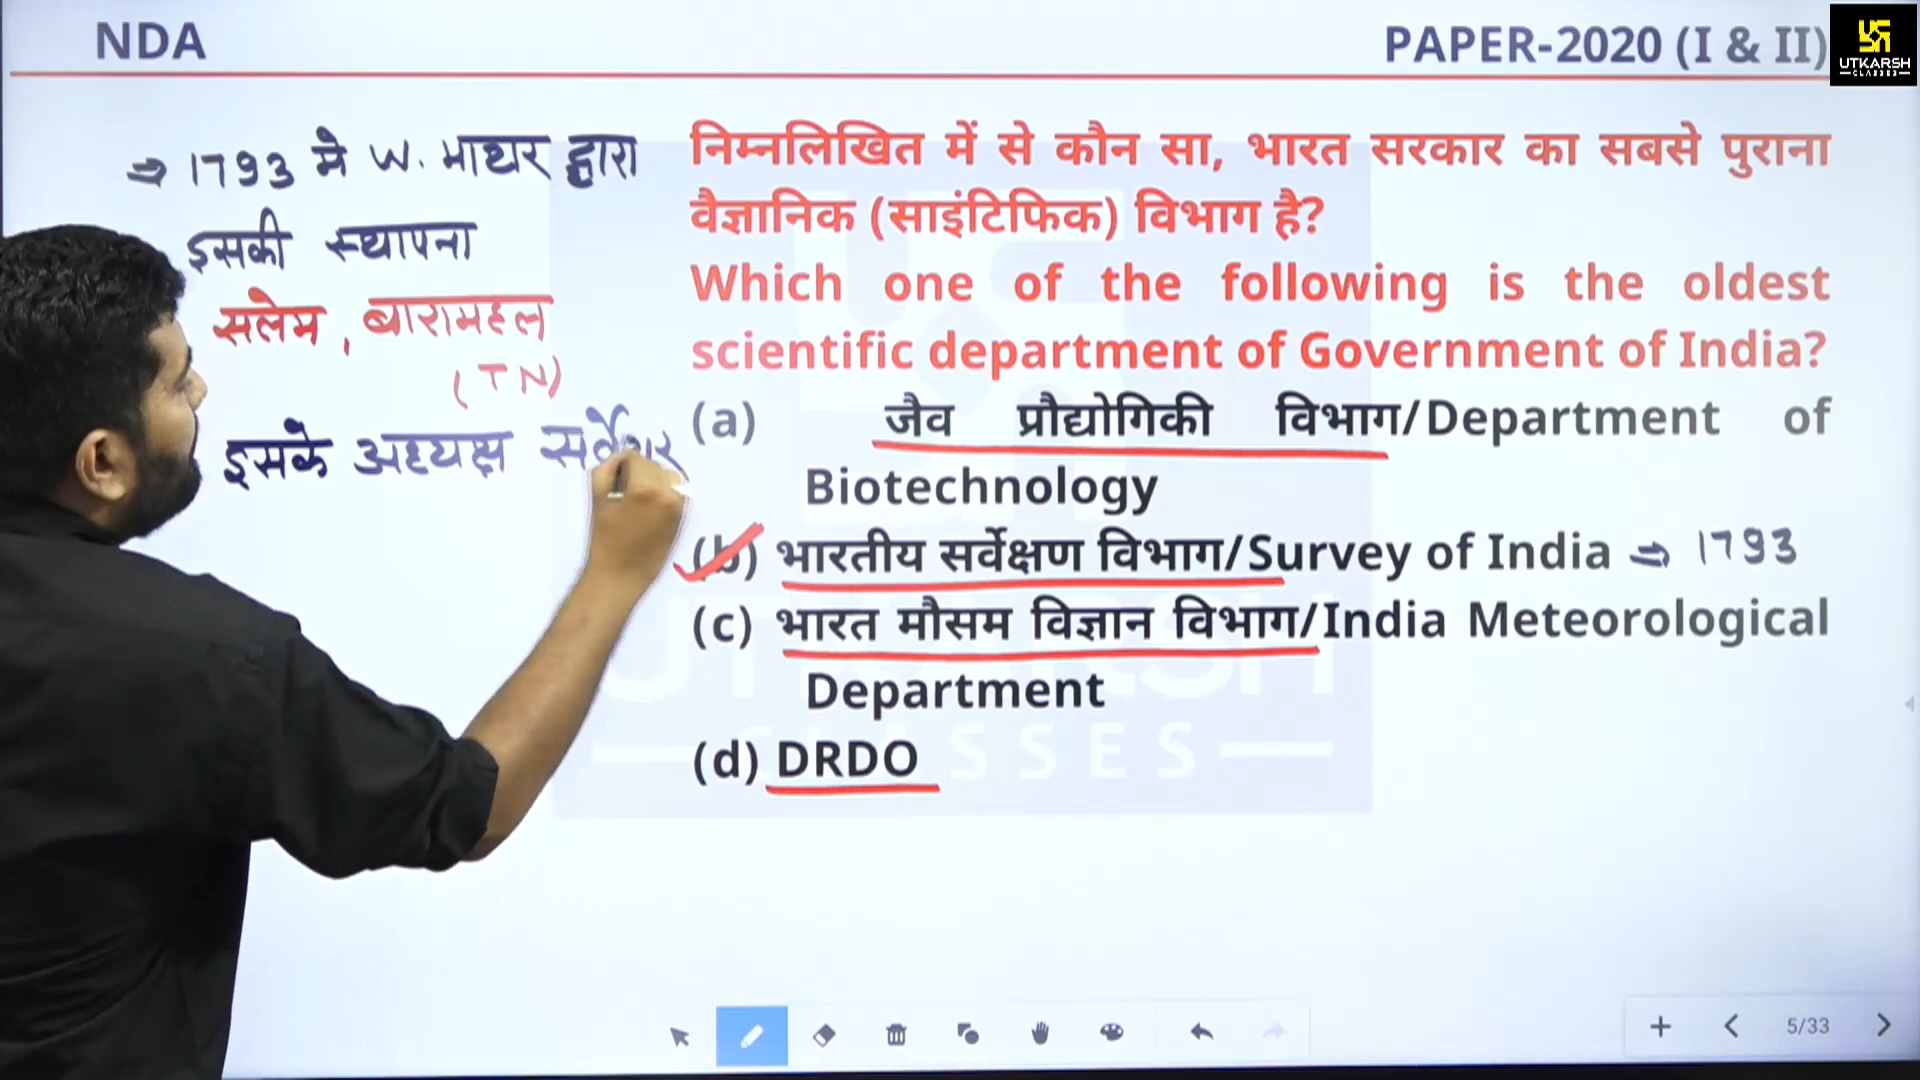 NDA
PAPER-2020 (I & II)
UTKARSH
CLASSES
⇒ 1793 मे W. माथर द्वारा
इसकी स्थापना
सलेम, बारामहल
(TN)
इसके अध्यक्ष
निम्नलिखित में से कौन सा, भारत सरकार का सबसे पुराना
वैज्ञानिक (साइंटिफिक) विभाग है?
Which one of the following is the oldest
scientific department of Government of India?
(a) जैव प्रौद्योगिकी विभाग/Department of
Biotechnology
(b) भारतीय सर्वेक्षण विभाग/Survey of India ⇒ 1793
(c) भारत मौसम विज्ञान विभाग/India Meteorological
Department
(d) DRDO
5/33